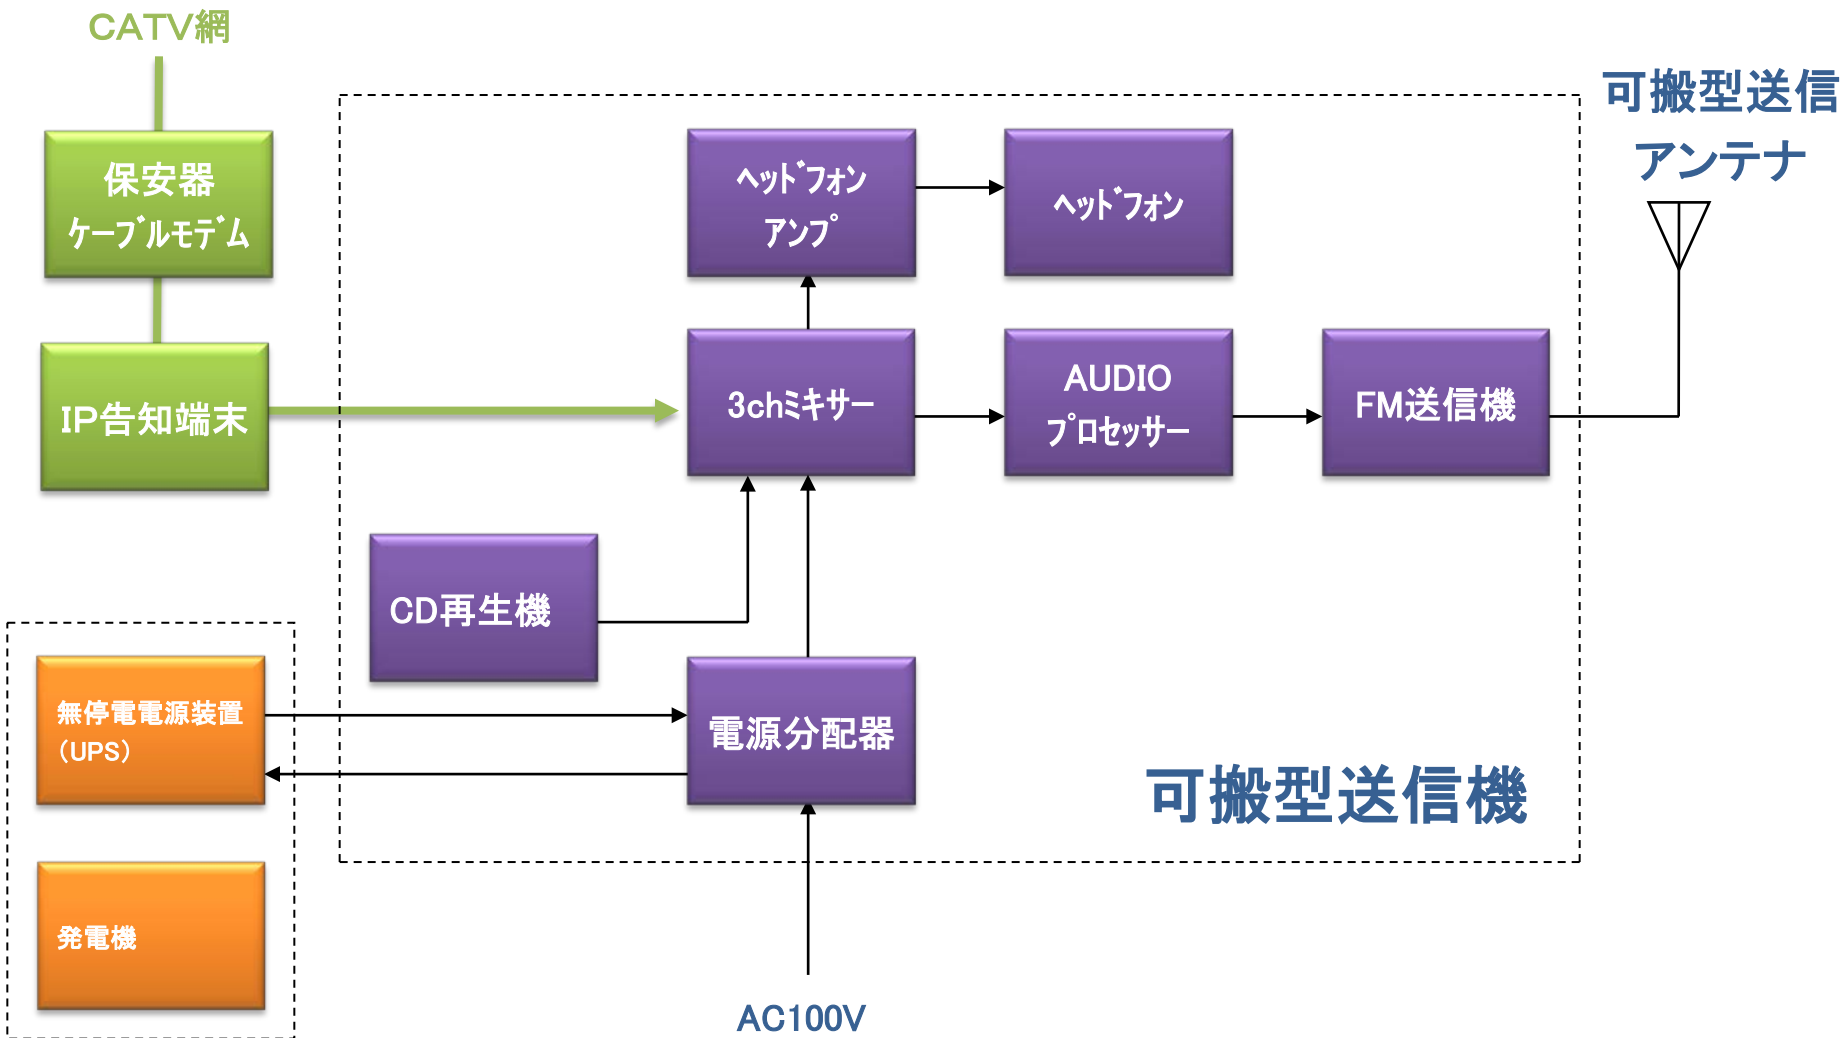 CATV網
保安器
ケーブルモデム
IP告知端末
ヘッドフォン
アンプ
ヘッドフォン
可搬型送信
アンテナ
3chミキサー
AUDIO
プロセッサー
FM送信機
CD再生機
無停電電源装置
(UPS)
電源分配器
可搬型送信機
発電機
AC100V